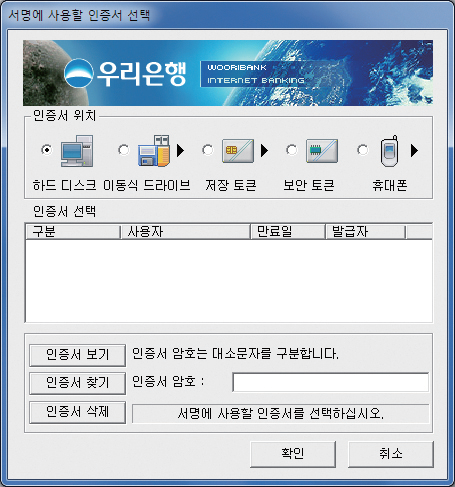 서명에 사용할 인증서 선택
우리은행
WOORIBANK
INTERNET BANKING
인증서 위치
하드 디스크 이동식 드라이브 저장 토큰 보안 토큰 휴대폰
인증서 선택
구분 사용자 만료일 발급자
인증서 보기 인증서 암호는 대소문자를 구분합니다.
인증서 찾기 인증서 암호 :
인증서 삭제 서명에 사용할 인증서를 선택하십시오.
확인 취소